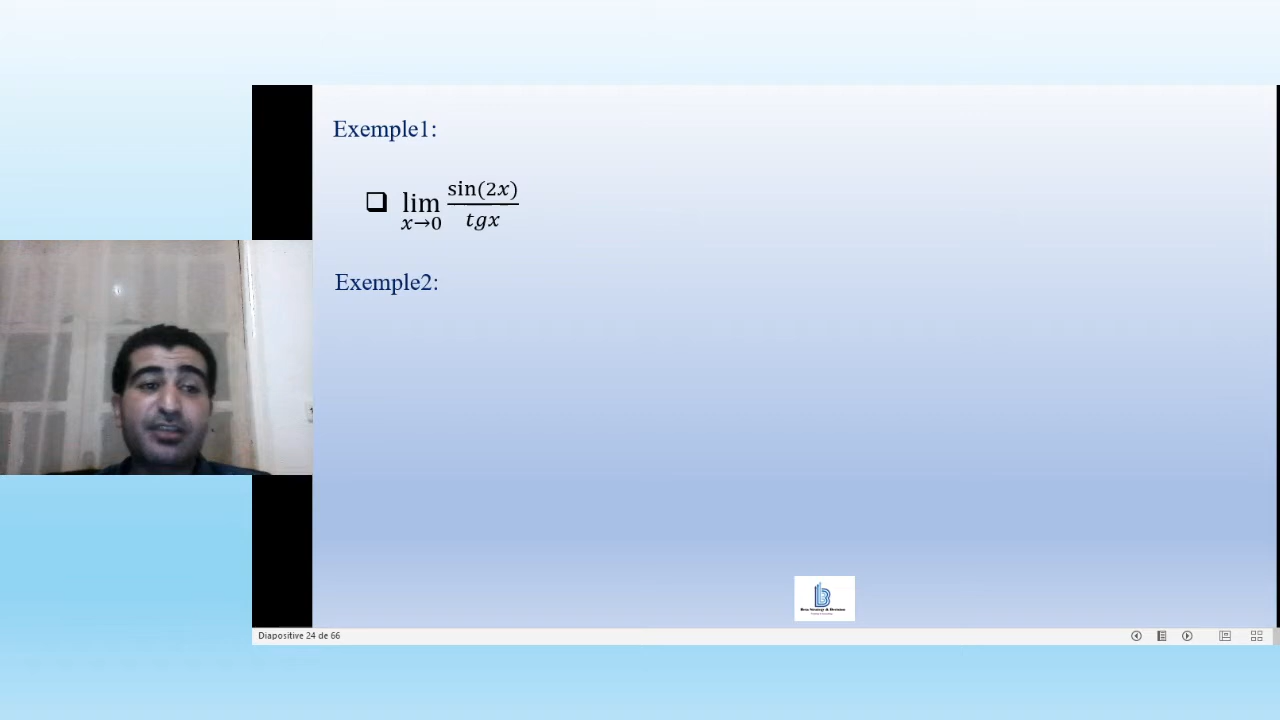 Exemple1:
❑ lim x→0 sin(2x)/tgx
Exemple2:
Diapositive 24 de 66